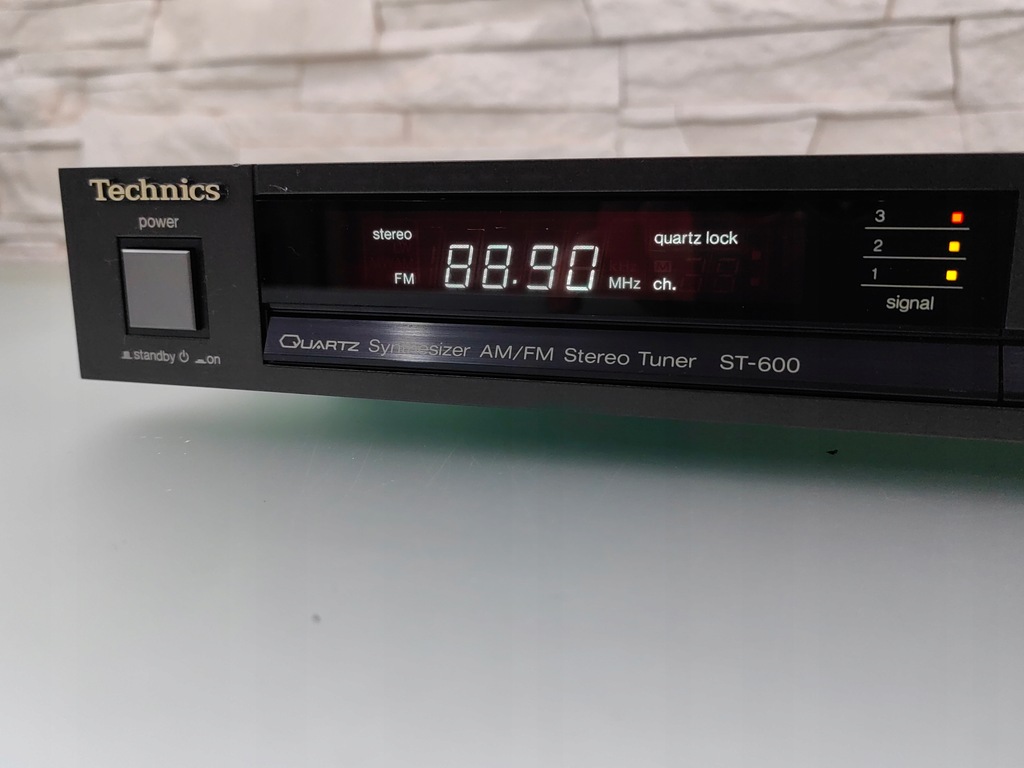 Technics
power
standby on
stereo
FM 88.90 MHz
quartz lock
ch.
3
2
1
signal
QUARTZ Synthesizer AM/FM Stereo Tuner ST-600